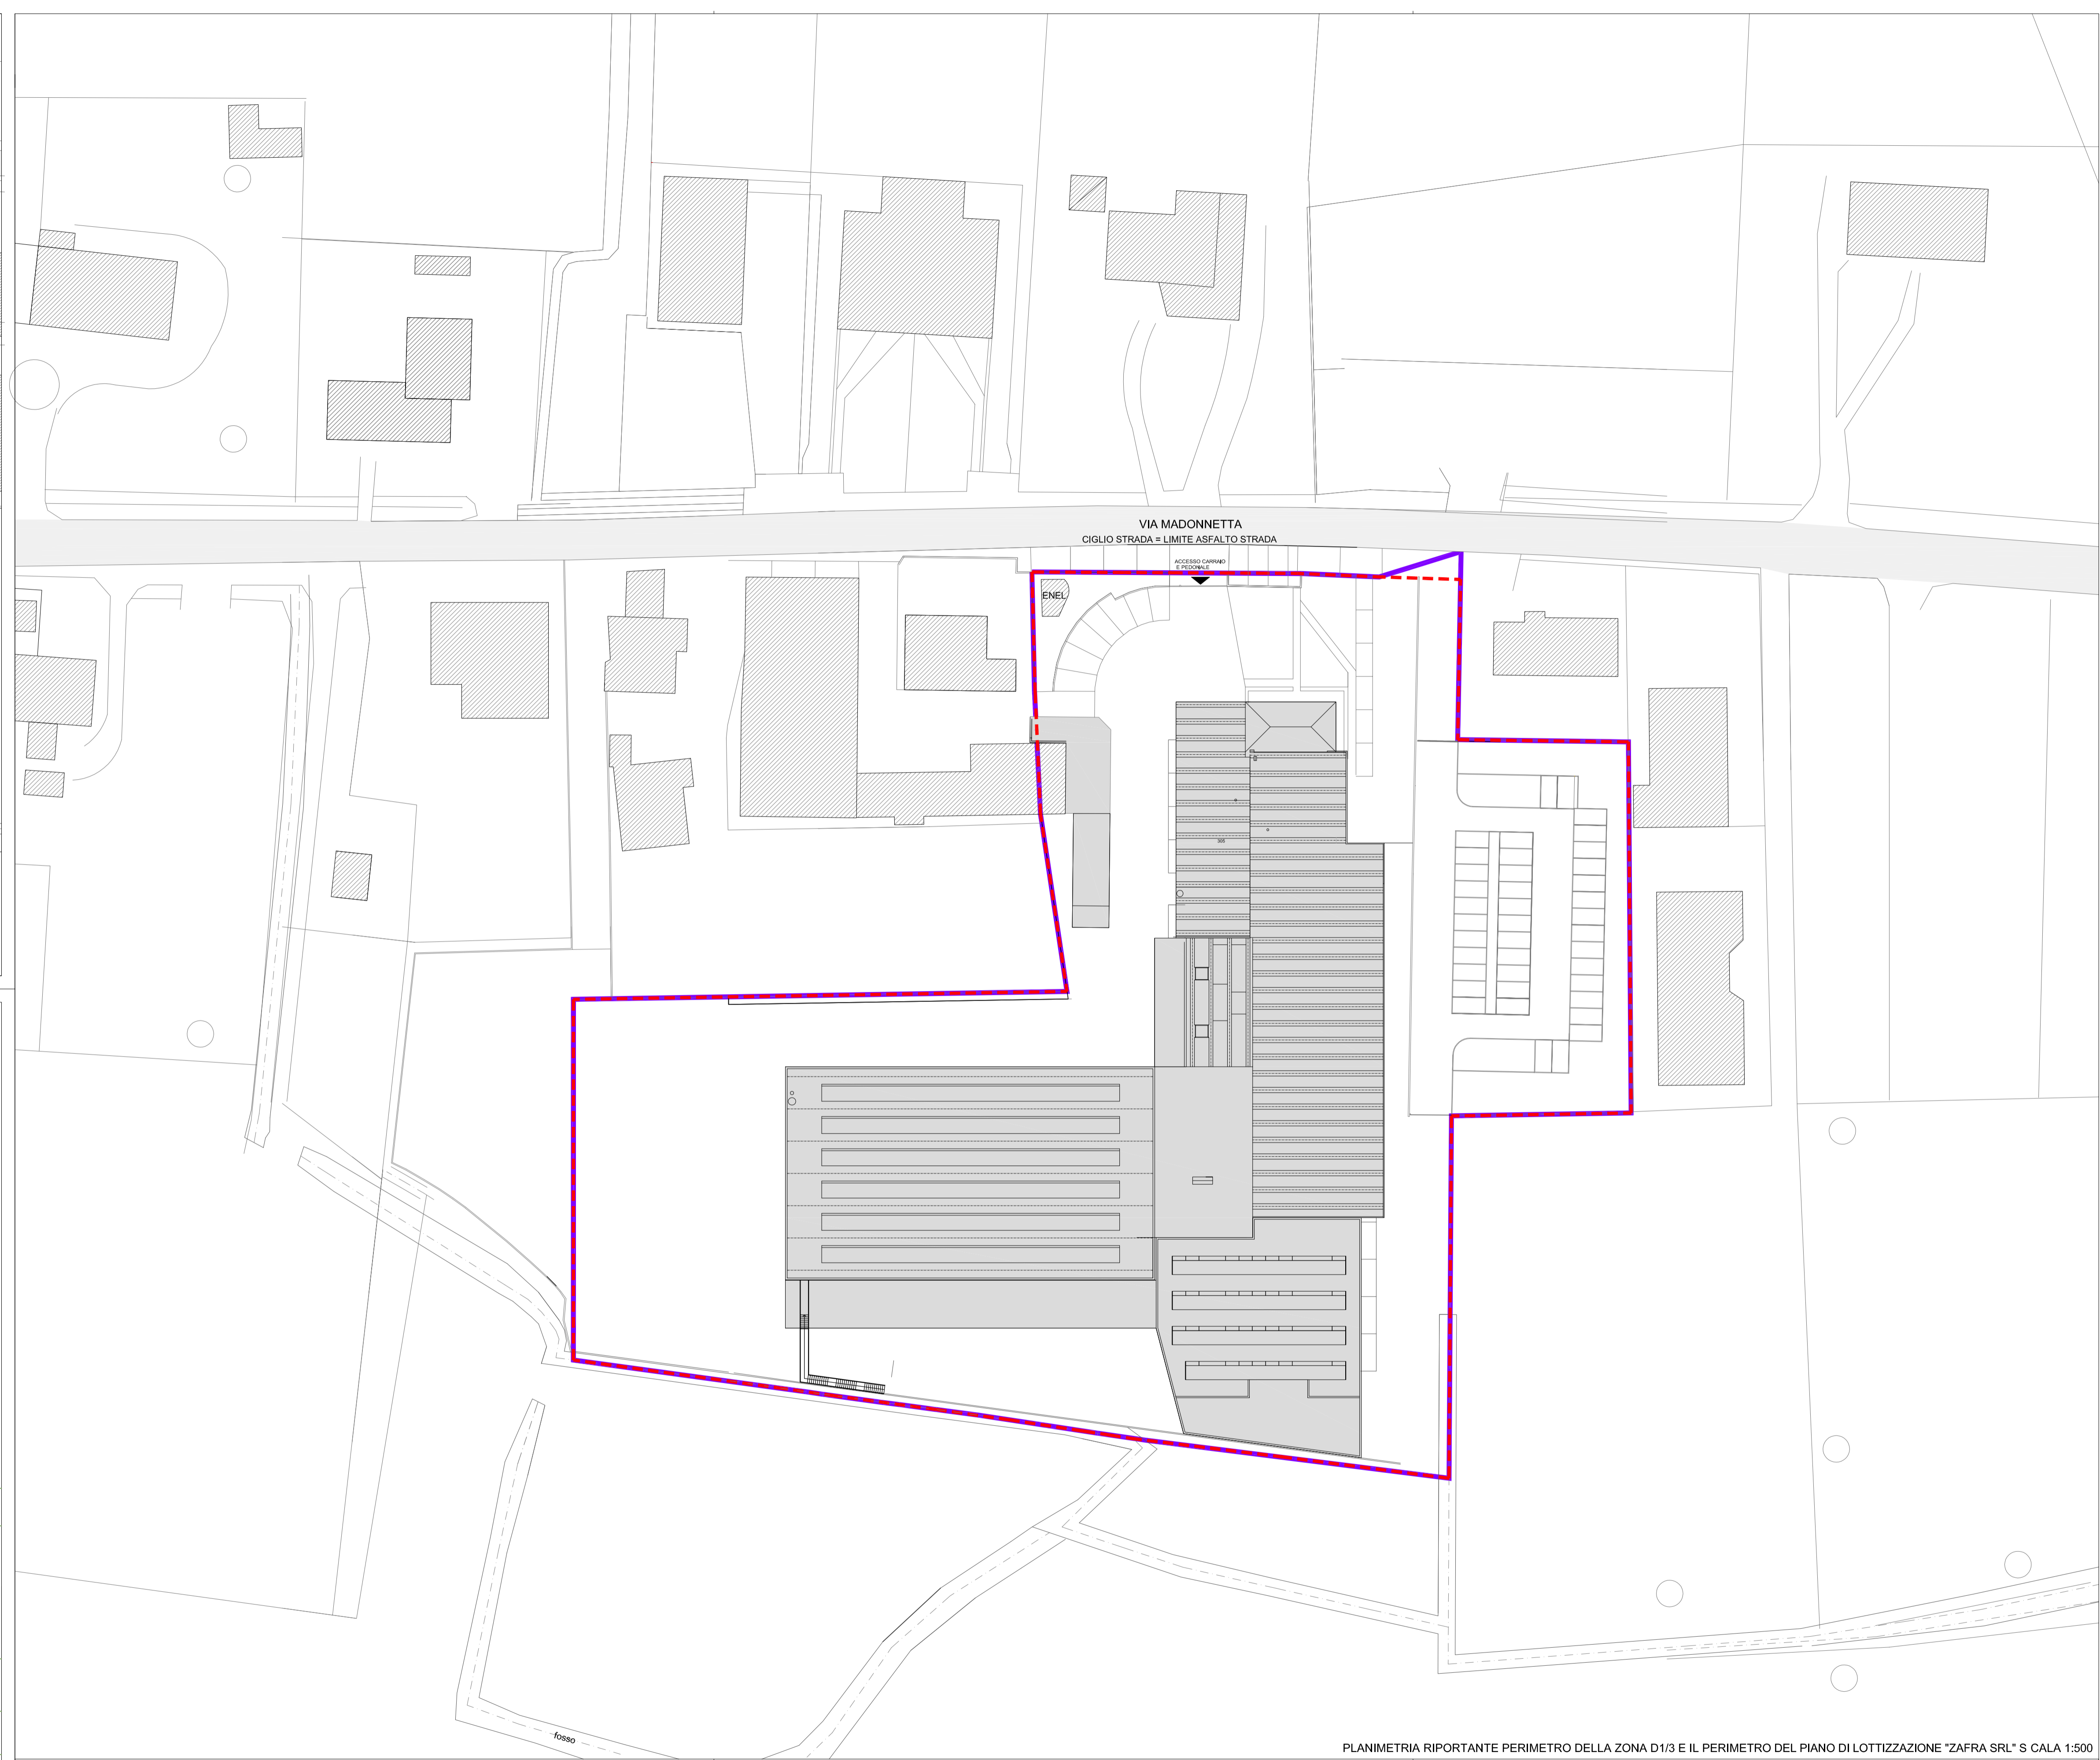 VIA MADONNETTA
CIGLIO STRADA = LIMITE ASFALTO STRADA
ACCESSO CARRAIO
E PEDONALE
ENEL
305
fosso
PLANIMETRIA RIPORTANTE PERIMETRO DELLA ZONA D1/3 E IL PERIMETRO DEL PIANO DI LOTTIZZAZIONE "ZAFRA SRL" S CALA 1:500